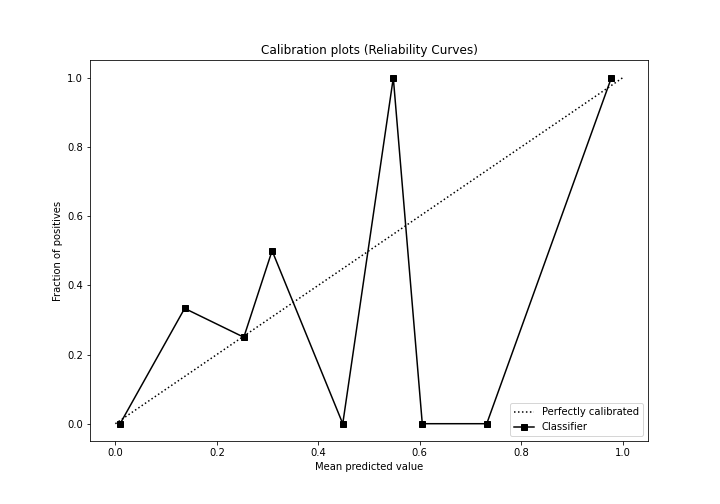 Calibration plots (Reliability Curves)
1.0
0.8
0.6
0.4
0.2
0.0
Fraction of positives
0.0 0.2 0.4 0.6 0.8 1.0
Mean predicted value
Perfectly calibrated
Classifier